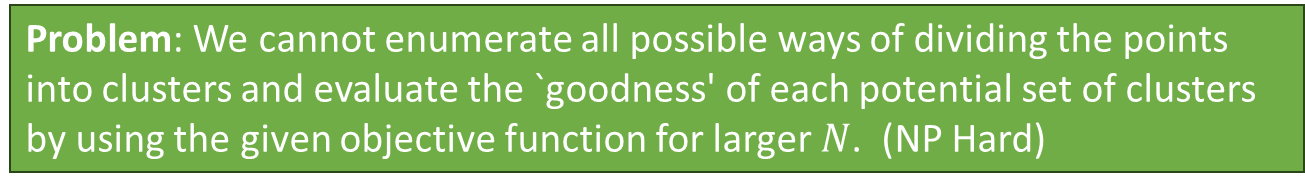 Problem: We cannot enumerate all possible ways of dividing the points
into clusters and evaluate the `goodness' of each potential set of clusters
by using the given objective function for larger N. (NP Hard)